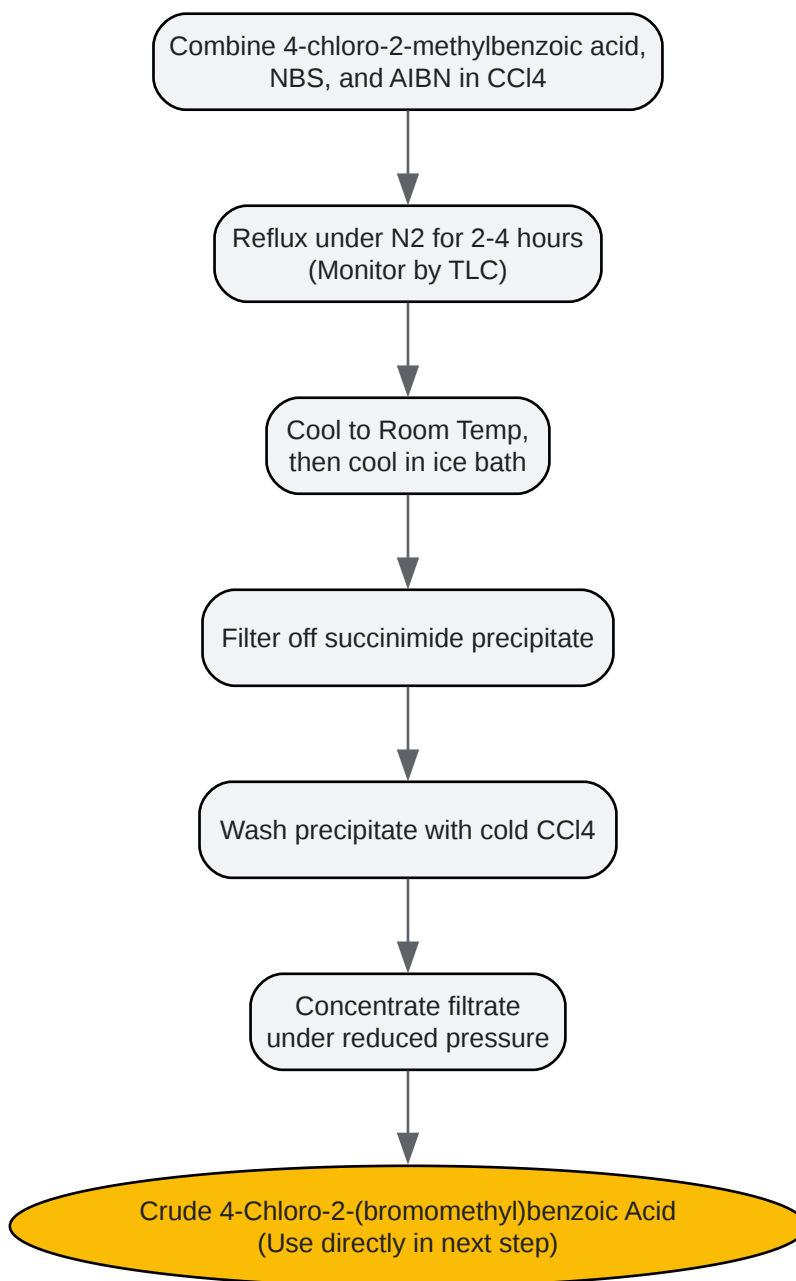 Combine 4-chloro-2-methylbenzoic acid,
NBS, and AIBN in CCl4
Reflux under N2 for 2-4 hours
(Monitor by TLC)
Cool to Room Temp,
then cool in ice bath
Filter off succinimide precipitate
Wash precipitate with cold CCl4
Concentrate filtrate
under reduced pressure
Crude 4-Chloro-2-(bromomethyl)benzoic Acid
(Use directly in next step)